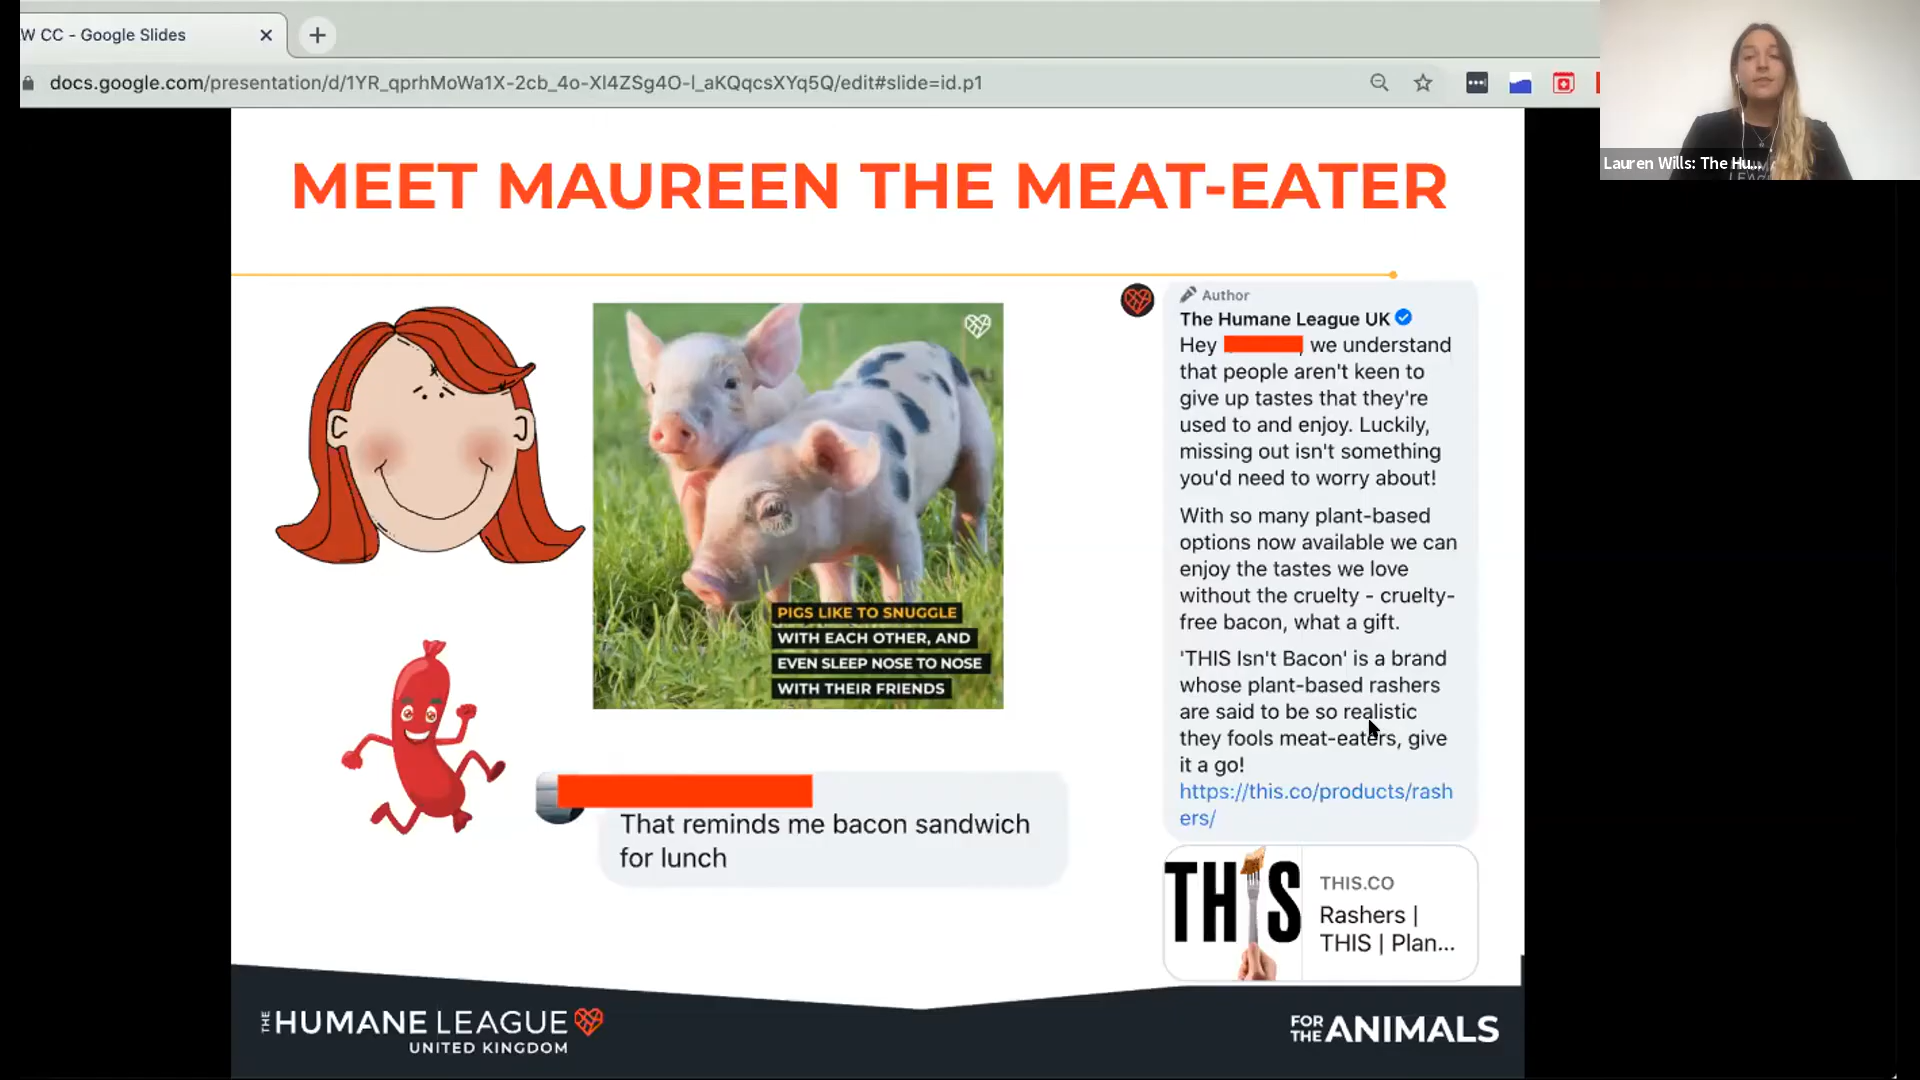 W CC - Google Slides
docs.google.com/presentation/d/1YR_qprhMoWa1X-2cb_4o-Xl4ZSg4O-l_aKQqcsXYq5Q/edit#slide=id.p1
Lauren Wills: The Hu...
MEET MAUREEN THE MEAT-EATER
PIGS LIKE TO SNUGGLE
WITH EACH OTHER, AND
EVEN SLEEP NOSE TO NOSE
WITH THEIR FRIENDS
That reminds me bacon sandwich
for lunch
Author
The Humane League UK
Hey , we understand
that people aren't keen to
give up tastes that they're
used to and enjoy. Luckily,
missing out isn't something
you'd need to worry about!
With so many plant-based
options now available we can
enjoy the tastes we love
without the cruelty - cruelty-
free bacon, what a gift.
'THIS Isn't Bacon' is a brand
whose plant-based rashers
are said to be so realistic
they fools meat-eaters, give
it a go!
https://this.co/products/rash
ers/
THIS
THIS.CO
Rashers |
THIS | Plan...
THE HUMANE LEAGUE
UNITED KINGDOM
FOR THE ANIMALS